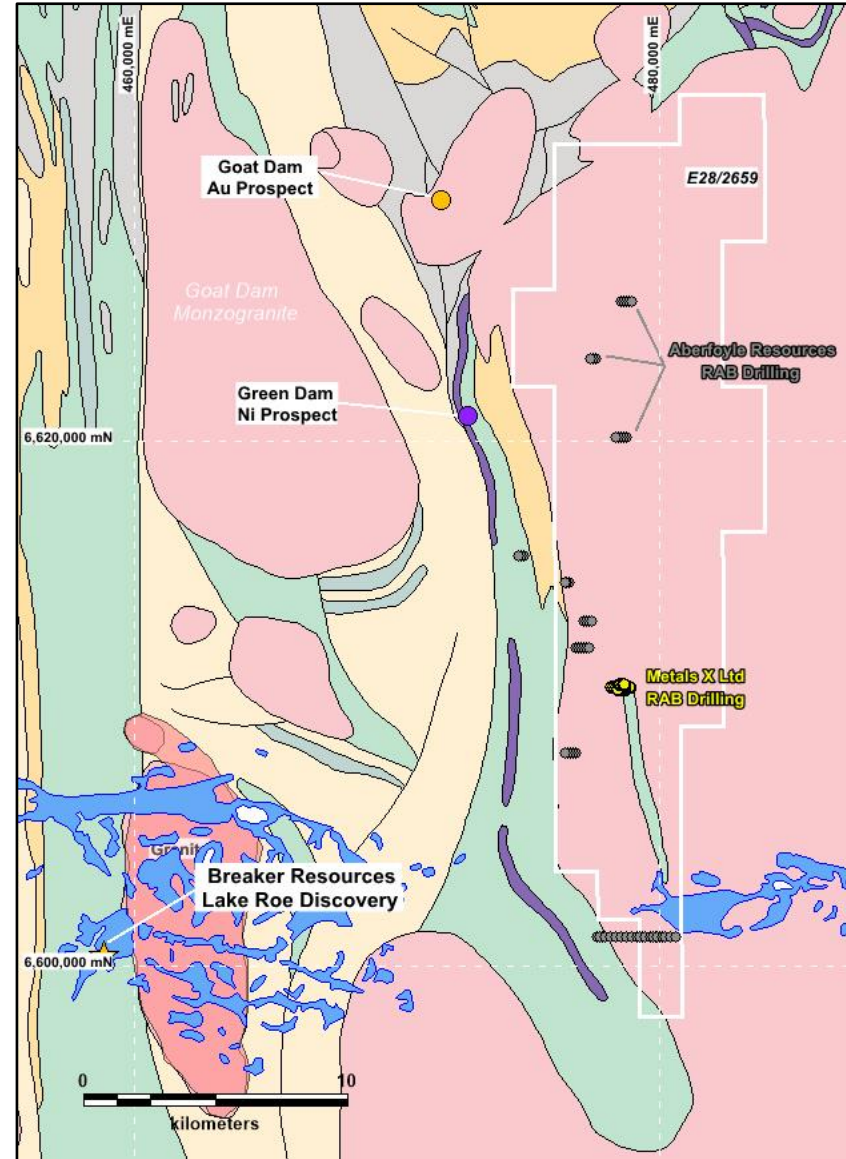 460,000 mE
480,000 mE
Goat Dam
Au Prospect
E28/2659
Goat Dam
Monzogranite
Aberfoyle Resources
RAB Drilling
Green Dam
Ni Prospect
6,620,000 mN
Metals X Ltd
RAB Drilling
Granit
Breaker Resources
Lake Roe Discovery
6,600,000 mN
0
10
kilometers